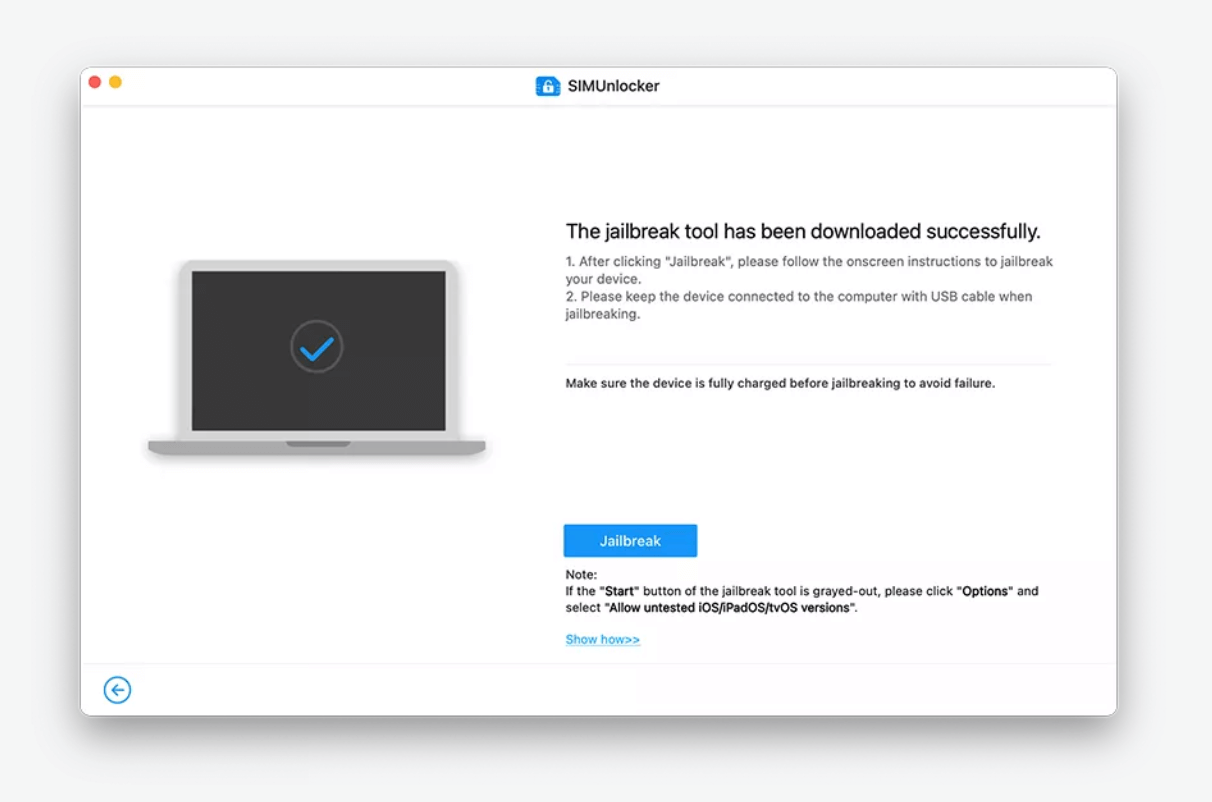 SIMUnlocker
The jailbreak tool has been downloaded successfully.
1. After clicking "Jailbreak", please follow the onscreen instructions to jailbreak
your device.
2. Please keep the device connected to the computer with USB cable when
jailbreaking.
Make sure the device is fully charged before jailbreaking to avoid failure.
Jailbreak
Note:
If the "Start" button of the jailbreak tool is grayed-out, please click "Options" and
select "Allow untested iOS/iPadOS/tvOS versions".
Show how>>